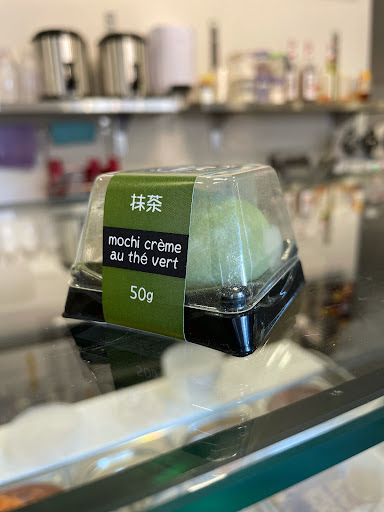 抹茶
mochi crème
au thé vert
50g